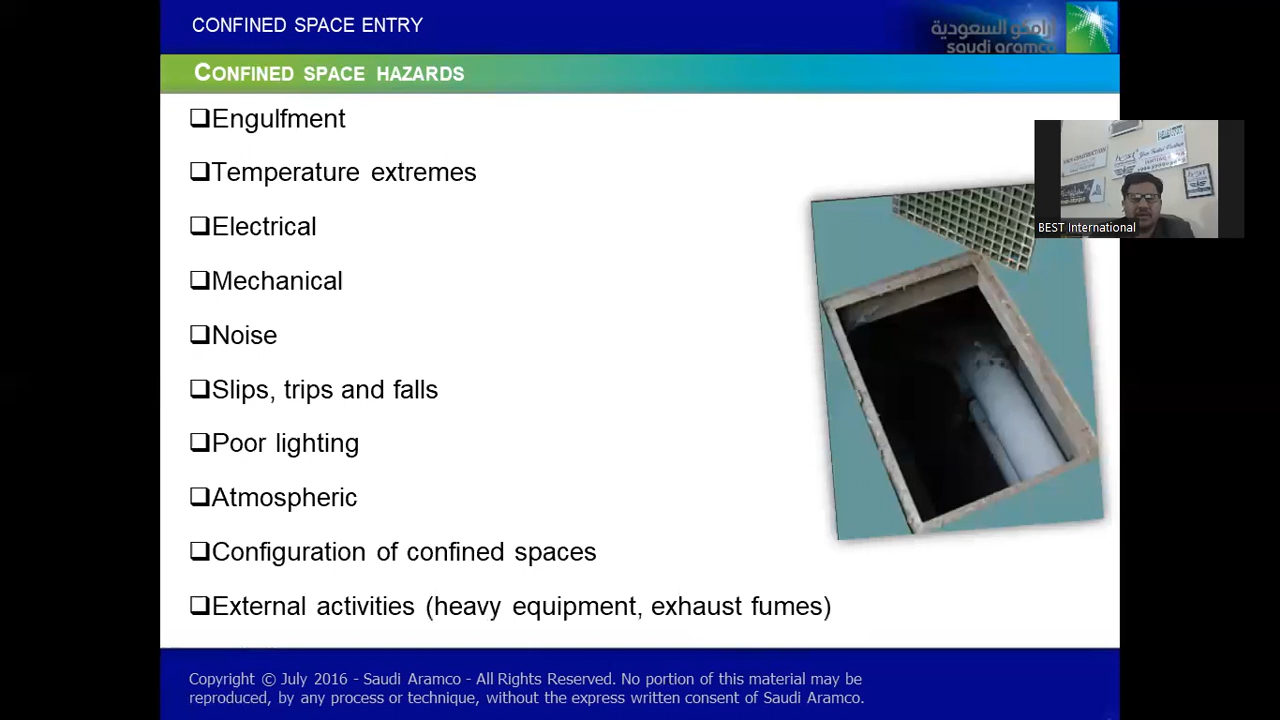 CONFINED SPACE ENTRY
أرامكو السعودية
saudi aramco
CONFINED SPACE HAZARDS
❑Engulfment
❑Temperature extremes
❑Electrical
❑Mechanical
❑Noise
❑Slips, trips and falls
❑Poor lighting
❑Atmospheric
❑Configuration of confined spaces
❑External activities (heavy equipment, exhaust fumes)
BEST International
Copyright © July 2016 - Saudi Aramco - All Rights Reserved. No portion of this material may be
reproduced, by any process or technique, without the express written consent of Saudi Aramco.